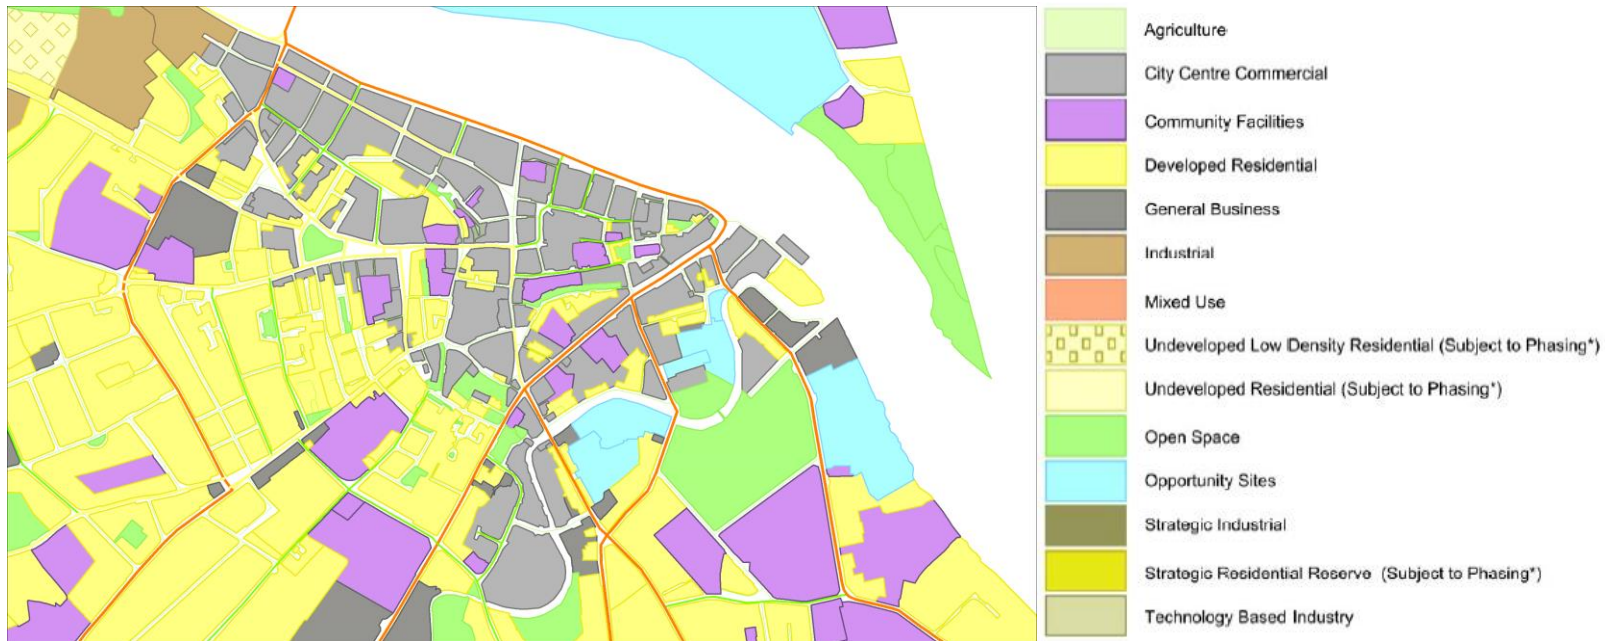 Agriculture
City Centre Commercial
Community Facilities
Developed Residential
General Business
Industrial
Mixed Use
Undeveloped Low Density Residential (Subject to Phasing*)
Undeveloped Residential (Subject to Phasing*)
Open Space
Opportunity Sites
Strategic Industrial
Strategic Residential Reserve (Subject to Phasing*)
Technology Based Industry